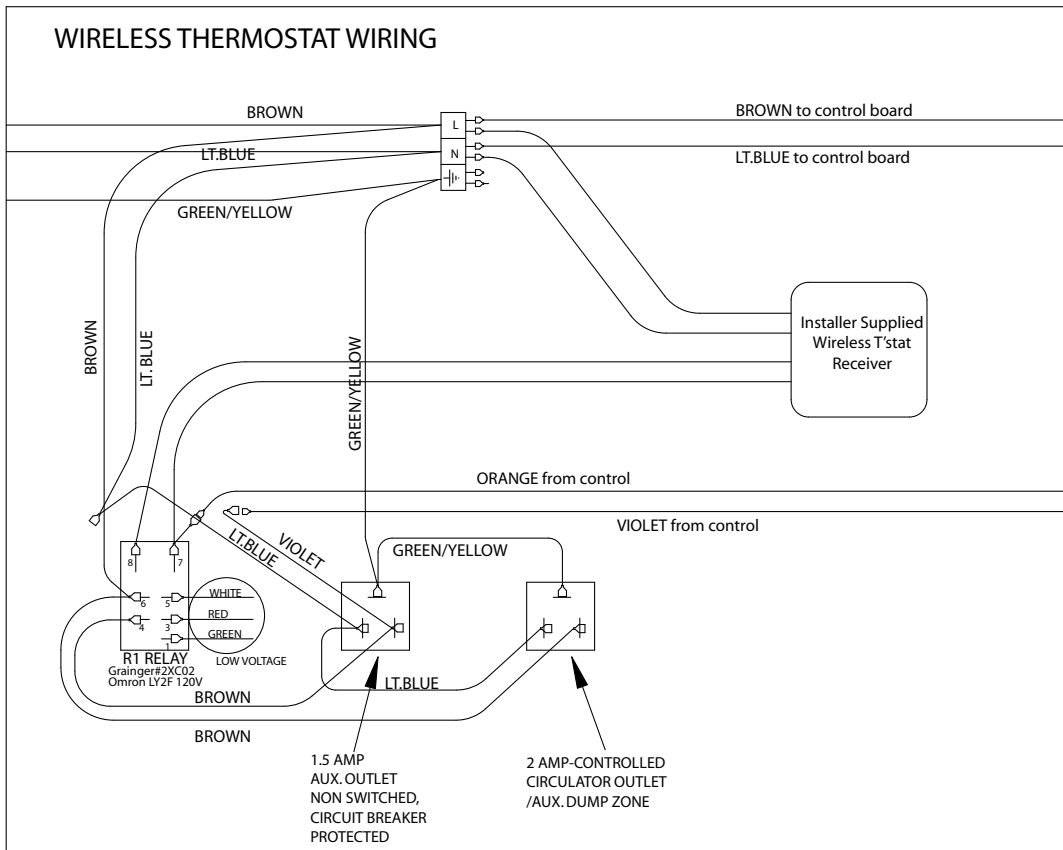 WIRELESS THERMOSTAT WIRING
BROWN
L
BROWN to control board
LT.BLUE
N
LT.BLUE to control board
GREEN/YELLOW
BROWN
LT. BLUE
GREEN/YELLOW
Installer Supplied
Wireless T'stat
Receiver
ORANGE from control
VIOLET from control
LT.BLUE
VIOLET
GREEN/YELLOW
8
7
6
5
WHITE
4
3
RED
1
GREEN
LOW VOLTAGE
R1 RELAY
Grainger#2XC02
Omron LY2F 120V
LT.BLUE
BROWN
BROWN
1.5 AMP
AUX. OUTLET
NON SWITCHED,
CIRCUIT BREAKER
PROTECTED
2 AMP-CONTROLLED
CIRCULATOR OUTLET
/AUX. DUMP ZONE